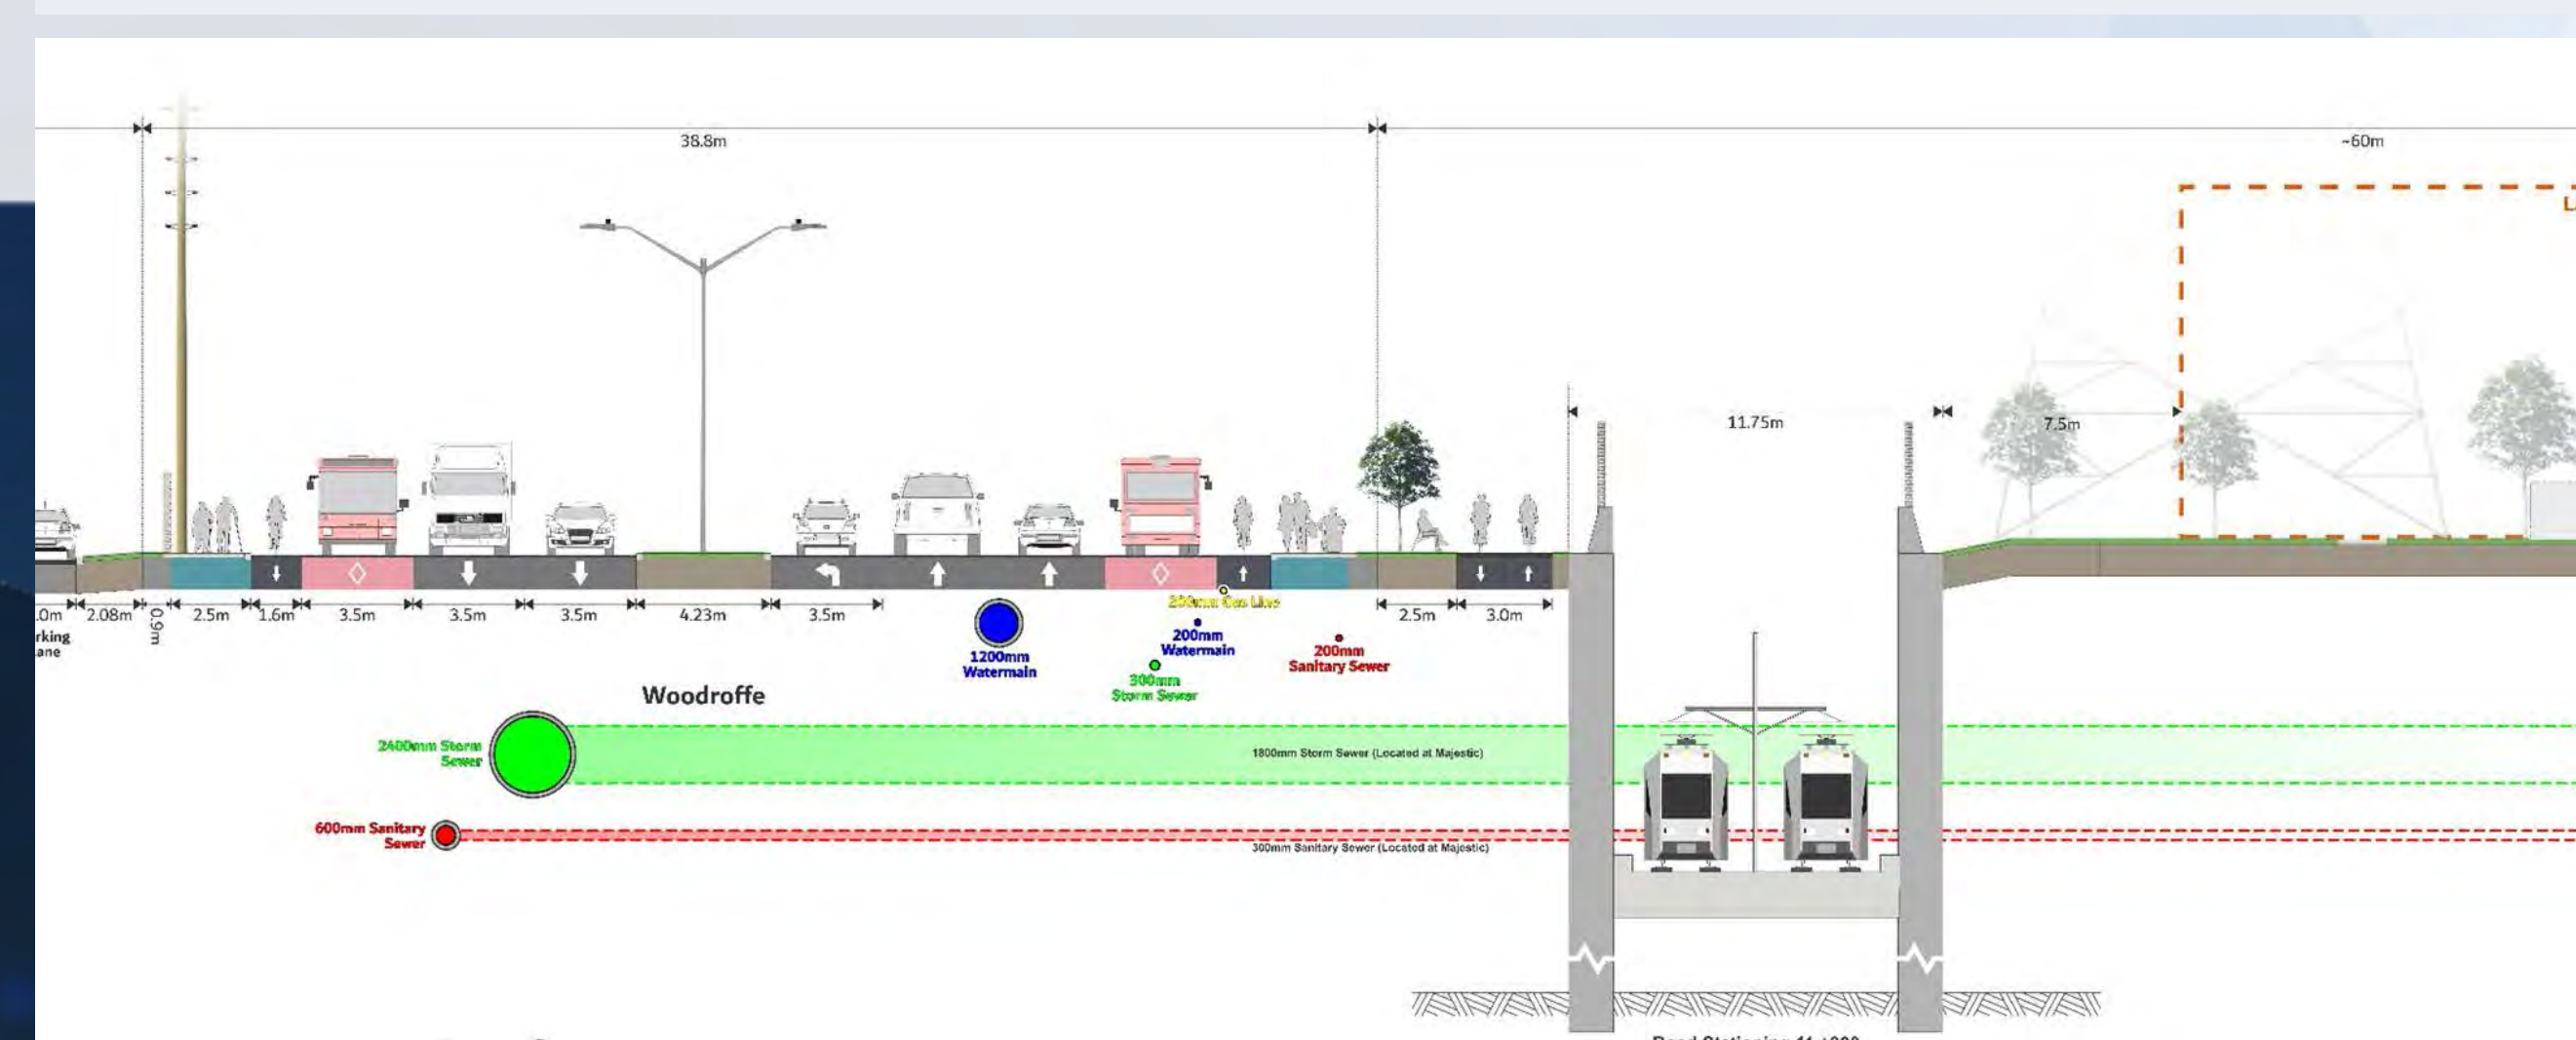 38.8m
~60m
11.75m
7.5m
2.08m
0.9m
2.5m
1.6m
3.5m
3.5m
3.5m
4.23m
3.5m
2.5m
3.0m
200mm Gas Line
1200mm
Watermain
200mm
Watermain
300mm
Storm Sewer
200mm
Sanitary Sewer
Woodroffe
2400mm Storm
Sewer
1800mm Storm Sewer (Located at Majestic)
600mm Sanitary
Sewer
300mm Sanitary Sewer (Located at Majestic)